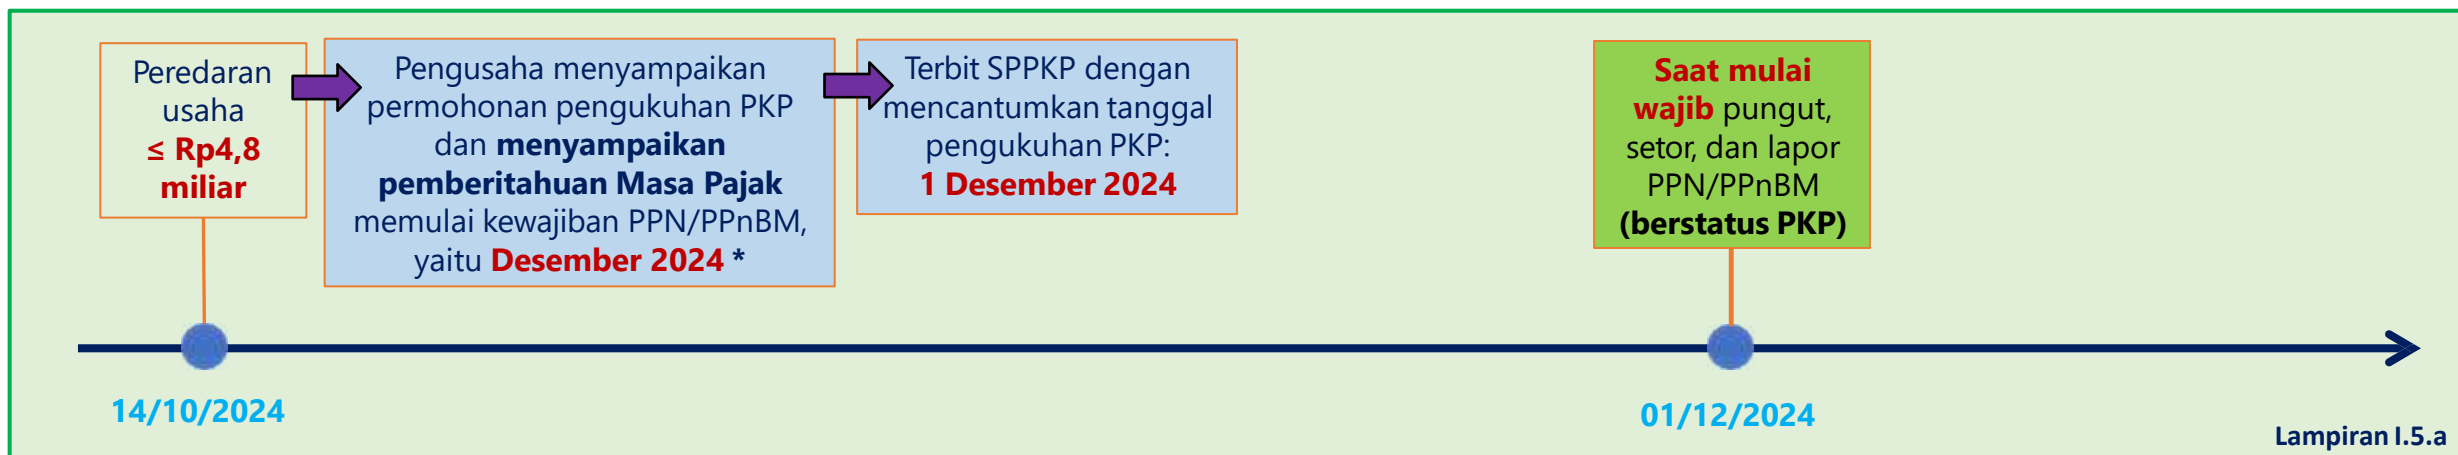 Peredaran
usaha
≤ Rp4,8
miliar
Pengusaha menyampaikan
permohonan pengukuhan PKP
dan menyampaikan
pemberitahuan Masa Pajak
memulai kewajiban PPN/PPnBM,
yaitu Desember 2024 *
Terbit SPPKP dengan
mencantumkan tanggal
pengukuhan PKP:
1 Desember 2024
Saat mulai
wajib pungut,
setor, dan lapor
PPN/PPnBM
(berstatus PKP)
14/10/2024
01/12/2024
Lampiran I.5.a